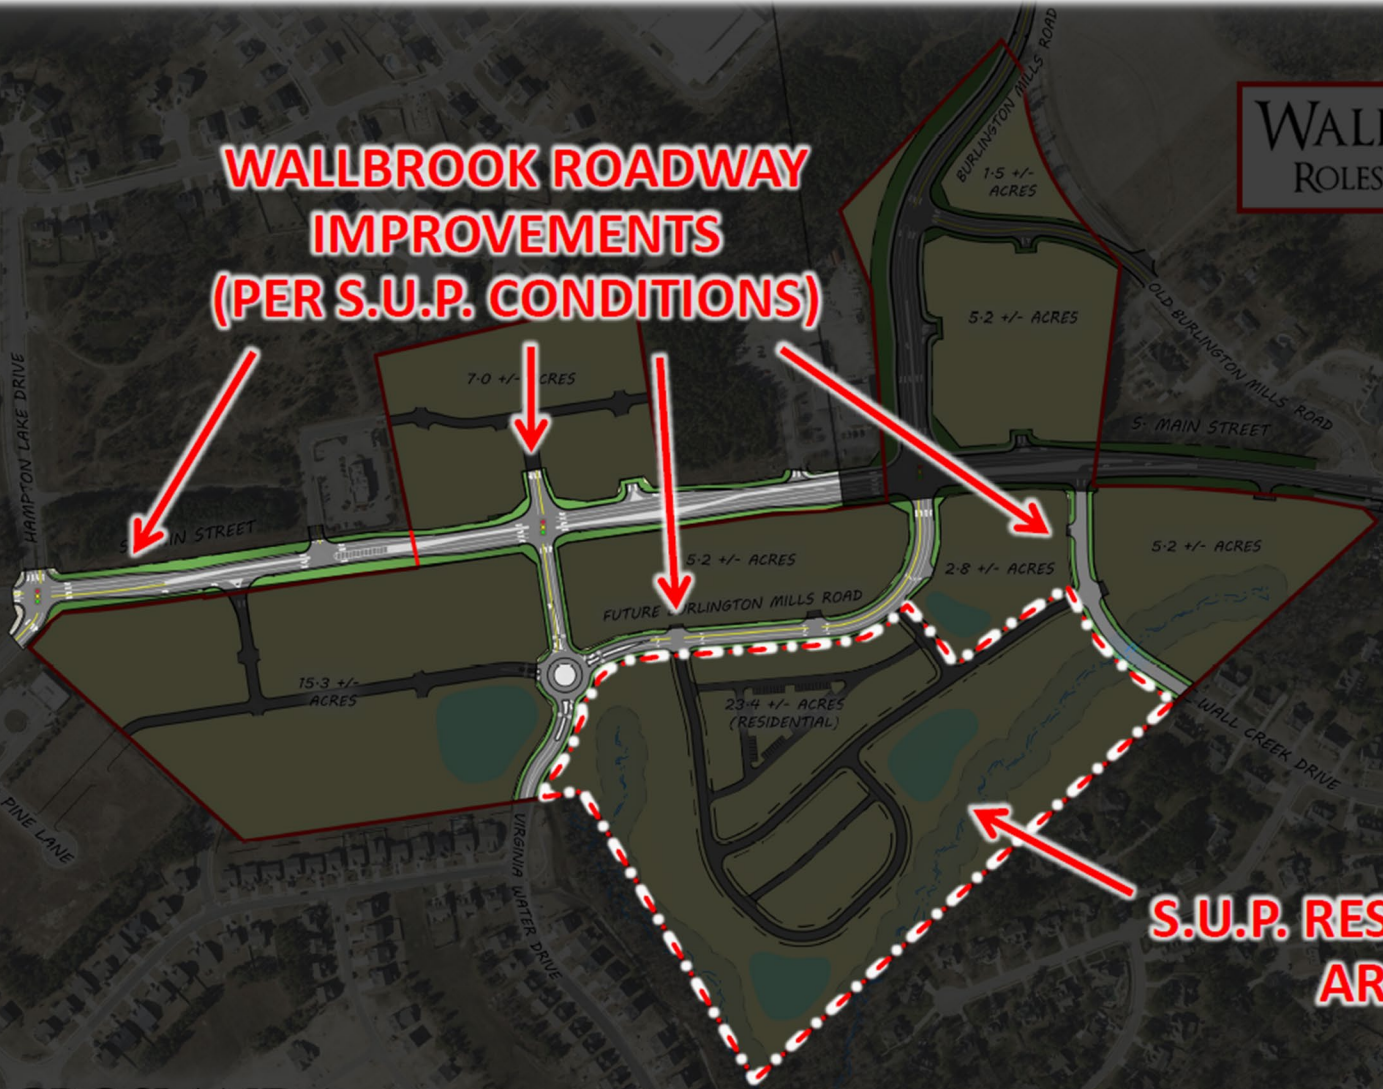 WALLBROOK ROADWAY
IMPROVEMENTS
(PER S.U.P. CONDITIONS)
WAL
ROLES
BURLINGTON MILLS ROAD
1.5 +/-
ACRES
5.2 +/- ACRES
OLD BURLINGTON MILLS ROAD
S. MAIN STREET
HAMPTON LAKE DRIVE
7.0 +/- CRES
S. IN STREET
5.2 +/- ACRES
2.8 +/- ACRES
5.2 +/- ACRES
FUTURE URLINGTON MILLS ROAD
15.3 +/-
ACRES
23.4 +/- ACRES
(RESIDENTIAL)
WALL CREEK DRIVE
PINE LANE
VIRGINIA WATER DRIVE
S.U.P. RES
AR